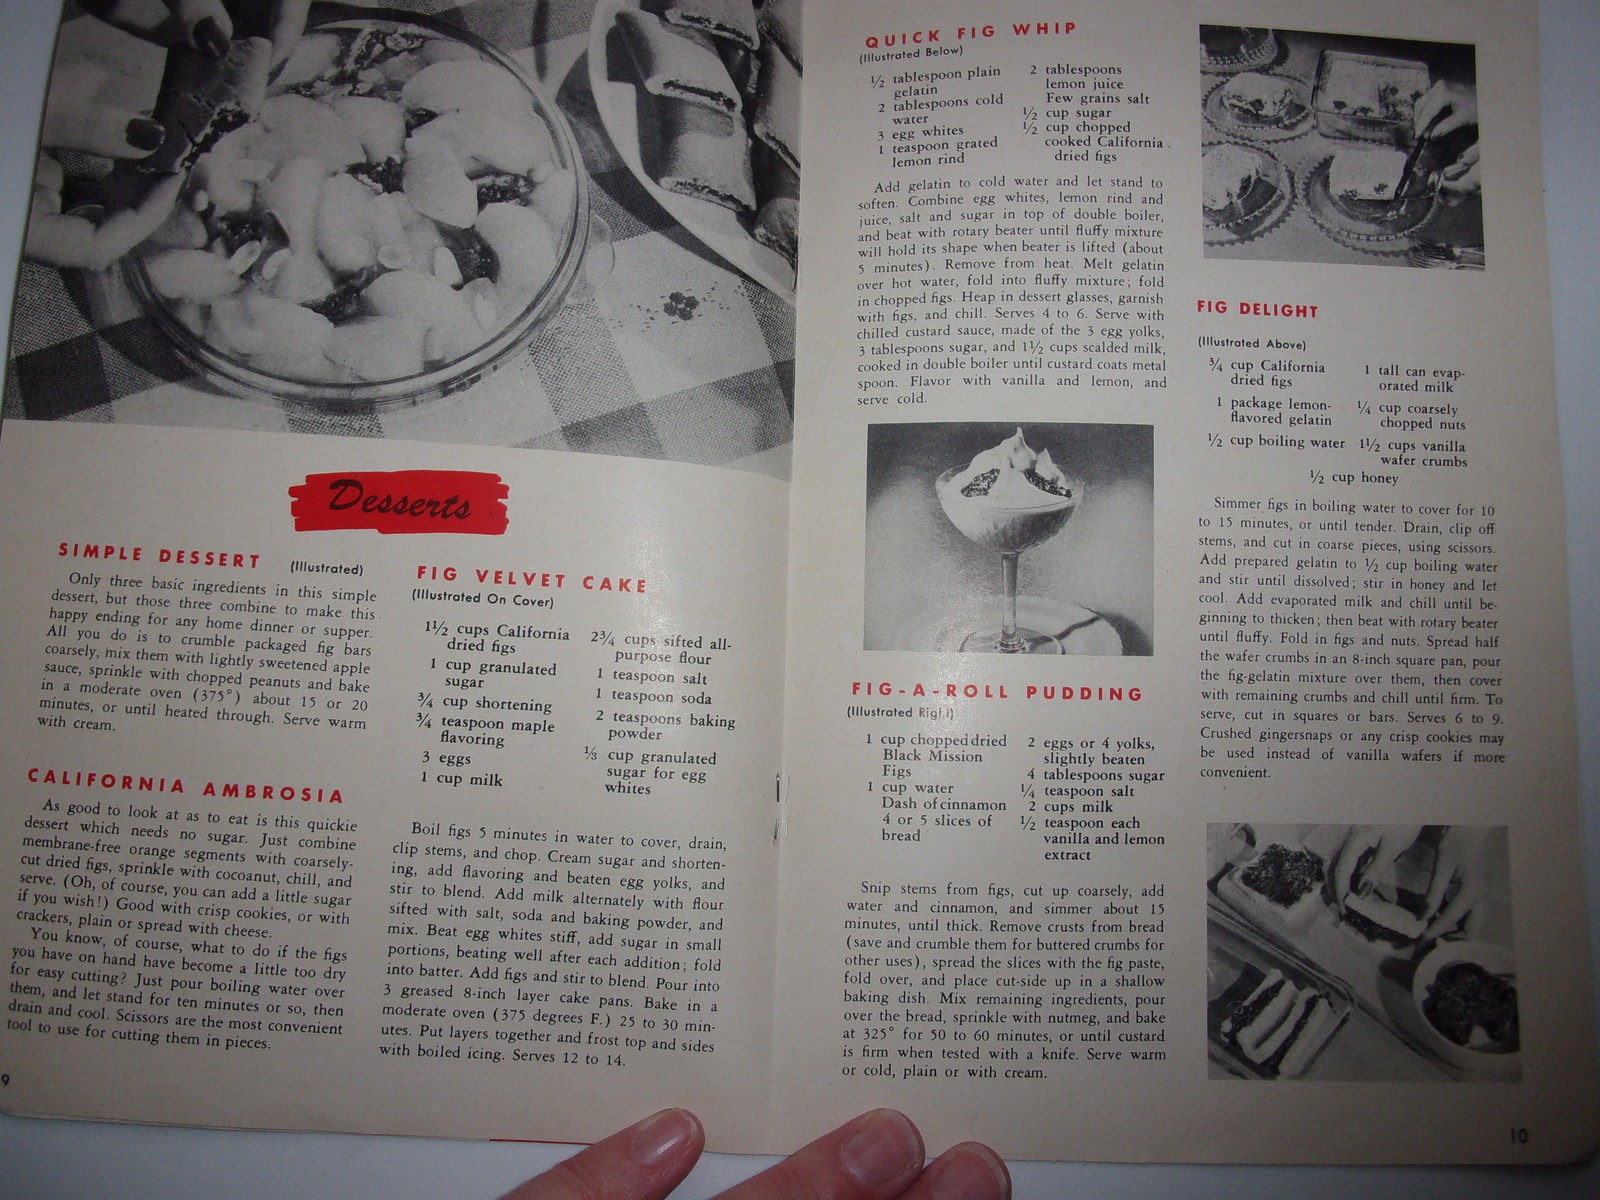 Desserts
SIMPLE DESSERT (Illustrated)
Only three basic ingredients in this simple
dessert, but those three combine to make this
happy ending for any home dinner or supper.
All you do is to crumble packaged fig bars
coarsely, mix them with lightly sweetened apple
sauce, sprinkle with chopped peanuts and bake
in a moderate oven (375°) about 15 or 20
minutes, or until heated through. Serve warm
with cream.
CALIFORNIA AMBROSIA
As good to look at as to eat is this quickie
dessert which needs no sugar. Just combine
membrane-free orange segments with coarsely-
cut dried figs, sprinkle with cocoanut, chill, and
serve. (Oh, of course, you can add a little sugar
if you wish!) Good with crisp cookies, or with
crackers, plain or spread with cheese.
You know, of course, what to do if the figs
you have on hand have become a little too dry
for easy cutting? Just pour boiling water over
them, and let stand for ten minutes or so, then
drain and cool. Scissors are the most convenient
tool to use for cutting them in pieces.
9
FIG VELVET CAKE
(Illustrated On Cover)
1½ cups California
dried figs
1 cup granulated
sugar
¾ cup shortening
¾ teaspoon maple
flavoring
3 eggs
1 cup milk
2¾ cups sifted all-
purpose flour
1 teaspoon salt
1 teaspoon soda
2 teaspoons baking
powder
⅓ cup granulated
sugar for egg
whites
Boil figs 5 minutes in water to cover, drain,
clip stems, and chop. Cream sugar and shorten-
ing, add flavoring and beaten egg yolks, and
stir to blend. Add milk alternately with flour
sifted with salt, soda and baking powder, and
mix. Beat egg whites stiff, add sugar in small
portions, beating well after each addition; fold
into batter. Add figs and stir to blend. Pour into
3 greased 8-inch layer cake pans. Bake in a
moderate oven (375 degrees F.) 25 to 30 min-
utes. Put layers together and frost top and sides
with boiled icing. Serves 12 to 14.
QUICK FIG WHIP
(Illustrated Below)
½ tablespoon plain
gelatin
2 tablespoons cold
water
3 egg whites
1 teaspoon grated
lemon rind
2 tablespoons
lemon juice
Few grains salt
½ cup sugar
½ cup chopped
cooked California
dried figs
Add gelatin to cold water and let stand to
soften. Combine egg whites, lemon rind and
juice, salt and sugar in top of double boiler,
and beat with rotary beater until fluffy mixture
will hold its shape when beater is lifted (about
5 minutes). Remove from heat. Melt gelatin
over hot water, fold into fluffy mixture; fold
in chopped figs. Heap in dessert glasses, garnish
with figs, and chill. Serves 4 to 6. Serve with
chilled custard sauce, made of the 3 egg yolks,
3 tablespoons sugar, and 1½ cups scalded milk,
cooked in double boiler until custard coats metal
spoon. Flavor with vanilla and lemon, and
serve cold.
FIG-A-ROLL PUDDING
(Illustrated Right)
1 cup chopped dried
Black Mission
Figs
1 cup water
Dash of cinnamon
4 or 5 slices of
bread
2 eggs or 4 yolks,
slightly beaten
4 tablespoons sugar
¼ teaspoon salt
2 cups milk
½ teaspoon each
vanilla and lemon
extract
Snip stems from figs, cut up coarsely, add
water and cinnamon, and simmer about 15
minutes, until thick. Remove crusts from bread
(save and crumble them for buttered crumbs for
other uses), spread the slices with the fig paste,
fold over, and place cut-side up in a shallow
baking dish. Mix remaining ingredients, pour
over the bread, sprinkle with nutmeg, and bake
at 325° for 50 to 60 minutes, or until custard
is firm when tested with a knife. Serve warm
or cold, plain or with cream.
FIG DELIGHT
(Illustrated Above)
¾ cup California
dried figs
1 package lemon-
flavored gelatin
½ cup boiling water
1 tall can evap-
orated milk
¼ cup coarsely
chopped nuts
1½ cups vanilla
wafer crumbs
½ cup honey
Simmer figs in boiling water to cover for 10
to 15 minutes, or until tender. Drain, clip off
stems, and cut in coarse pieces, using scissors.
Add prepared gelatin to ½ cup boiling water
and stir until dissolved; stir in honey and let
cool. Add evaporated milk and chill until be-
ginning to thicken; then beat with rotary beater
until fluffy. Fold in figs and nuts. Spread half
the wafer crumbs in an 8-inch square pan, pour
the fig-gelatin mixture over them, then cover
with remaining crumbs and chill until firm. To
serve, cut in squares or bars. Serves 6 to 9.
Crushed gingersnaps or any crisp cookies may
be used instead of vanilla wafers if more
convenient.
10